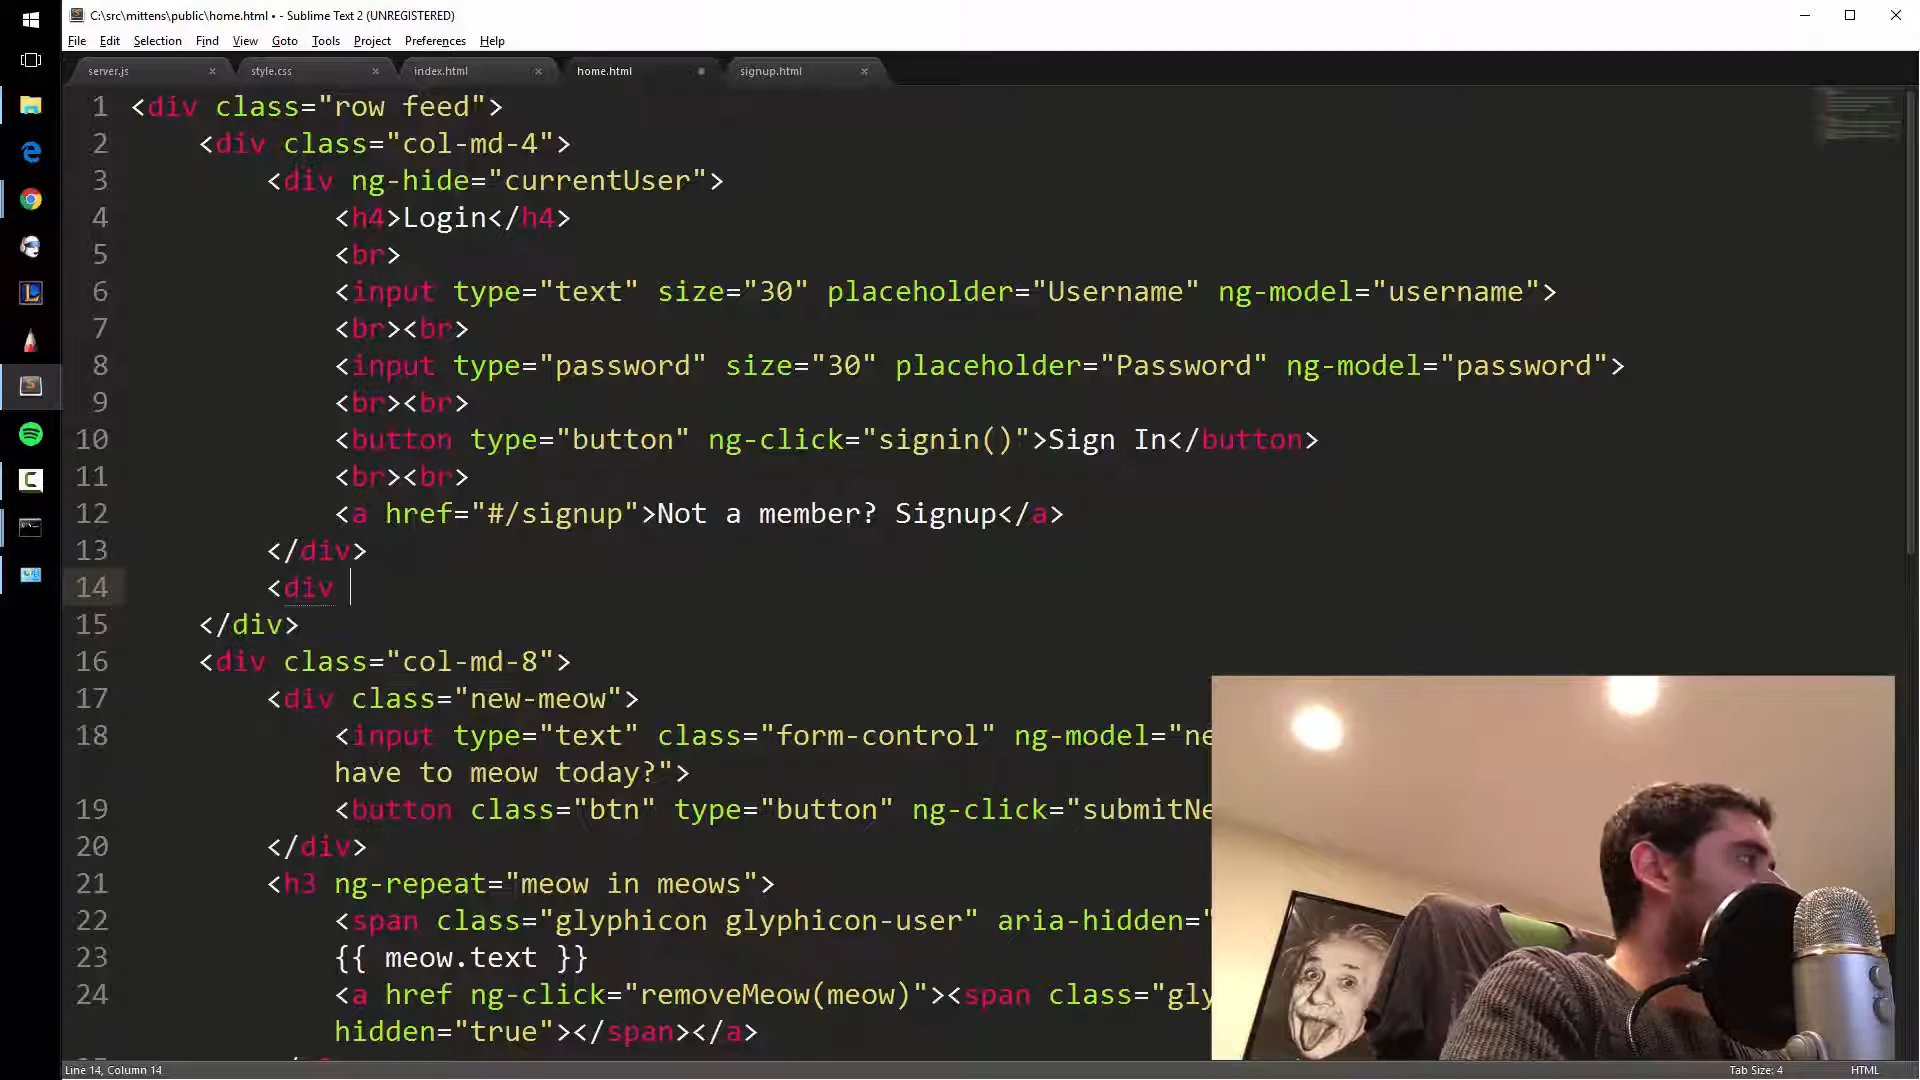 C:\src\mittens\public\home.html • - Sublime Text 2 (UNREGISTERED)
File Edit Selection Find View Goto Tools Project Preferences Help
server.js × style.css × index.html × home.html signup.html ×
1 <div class="row feed">
2 <div class="col-md-4">
3 <div ng-hide="currentUser">
4 <h4>Login</h4>
5 <br>
6 <input type="text" size="30" placeholder="Username" ng-model="username">
7 <br><br>
8 <input type="password" size="30" placeholder="Password" ng-model="password">
9 <br><br>
10 <button type="button" ng-click="signin()">Sign In</button>
11 <br><br>
12 <a href="#/signup">Not a member? Signup</a>
13 </div>
14 <div
15 </div>
16 <div class="col-md-8">
17 <div class="new-meow">
18 <input type="text" class="form-control" ng-model="ne
have to meow today?">
19 <button class="btn" type="button" ng-click="submitNe
20 </div>
21 <h3 ng-repeat="meow in meows">
22 <span class="glyphicon glyphicon-user" aria-hidden="
23 {{ meow.text }}
24 <a href ng-click="removeMeow(meow)"><span class="gly
hidden="true"></span></a>
Line 14, Column 14 Tab Size: 4 HTML